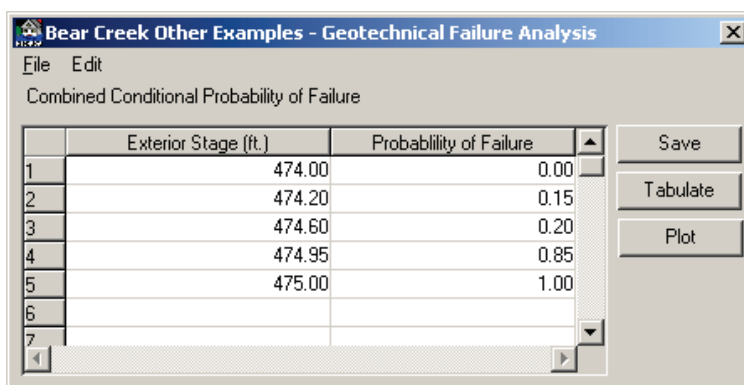 Bear Creek Other Examples - Geotechnical Failure Analysis
File Edit
Combined Conditional Probability of Failure
Exterior Stage (ft.) Probablility of Failure
1 474.00 0.00
2 474.20 0.15
3 474.60 0.20
4 474.95 0.85
5 475.00 1.00
6
7
Save
Tabulate
Plot